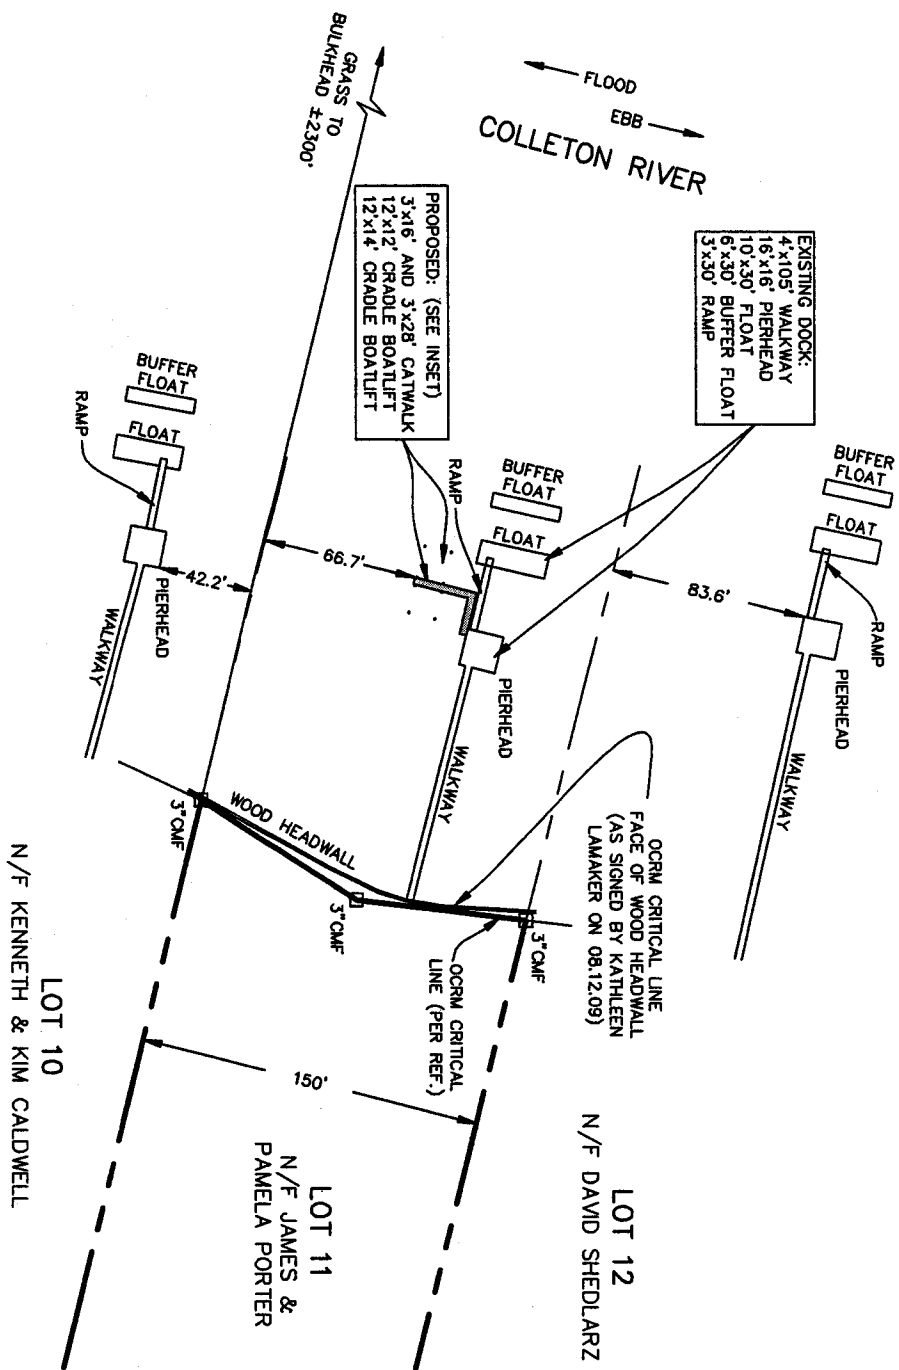 FLOOD
EBB
COLLETON RIVER
GRASS TO
BULKHEAD ±2300'
EXISTING DOCK:
4'x105' WALKWAY
16'x16' PIERHEAD
10'x30' FLOAT
6'x30' BUFFER FLOAT
3'x30' RAMP
PROPOSED: (SEE INSET)
3'x16' AND 3'x28' CATWALK
12'x12' CRADLE BOATLIFT
12'x14' CRADLE BOATLIFT
BUFFER
FLOAT
FLOAT
RAMP
PIERHEAD
WALKWAY
83.6'
BUFFER
FLOAT
FLOAT
RAMP
PIERHEAD
WALKWAY
66.7'
BUFFER
FLOAT
FLOAT
RAMP
PIERHEAD
WALKWAY
42.2'
OCRM CRITICAL LINE
FACE OF WOOD HEADWALL
(AS SIGNED BY KATHLEEN
LAMAKER ON 08.12.09)
WOOD HEADWALL
3"CMF
3"CMF
3"CMF
OCRM CRITICAL
LINE (PER REF.)
150'
LOT 12
N/F DAVID SHEDLARZ
LOT 11
N/F JAMES &
PAMELA PORTER
LOT 10
N/F KENNETH & KIM CALDWELL